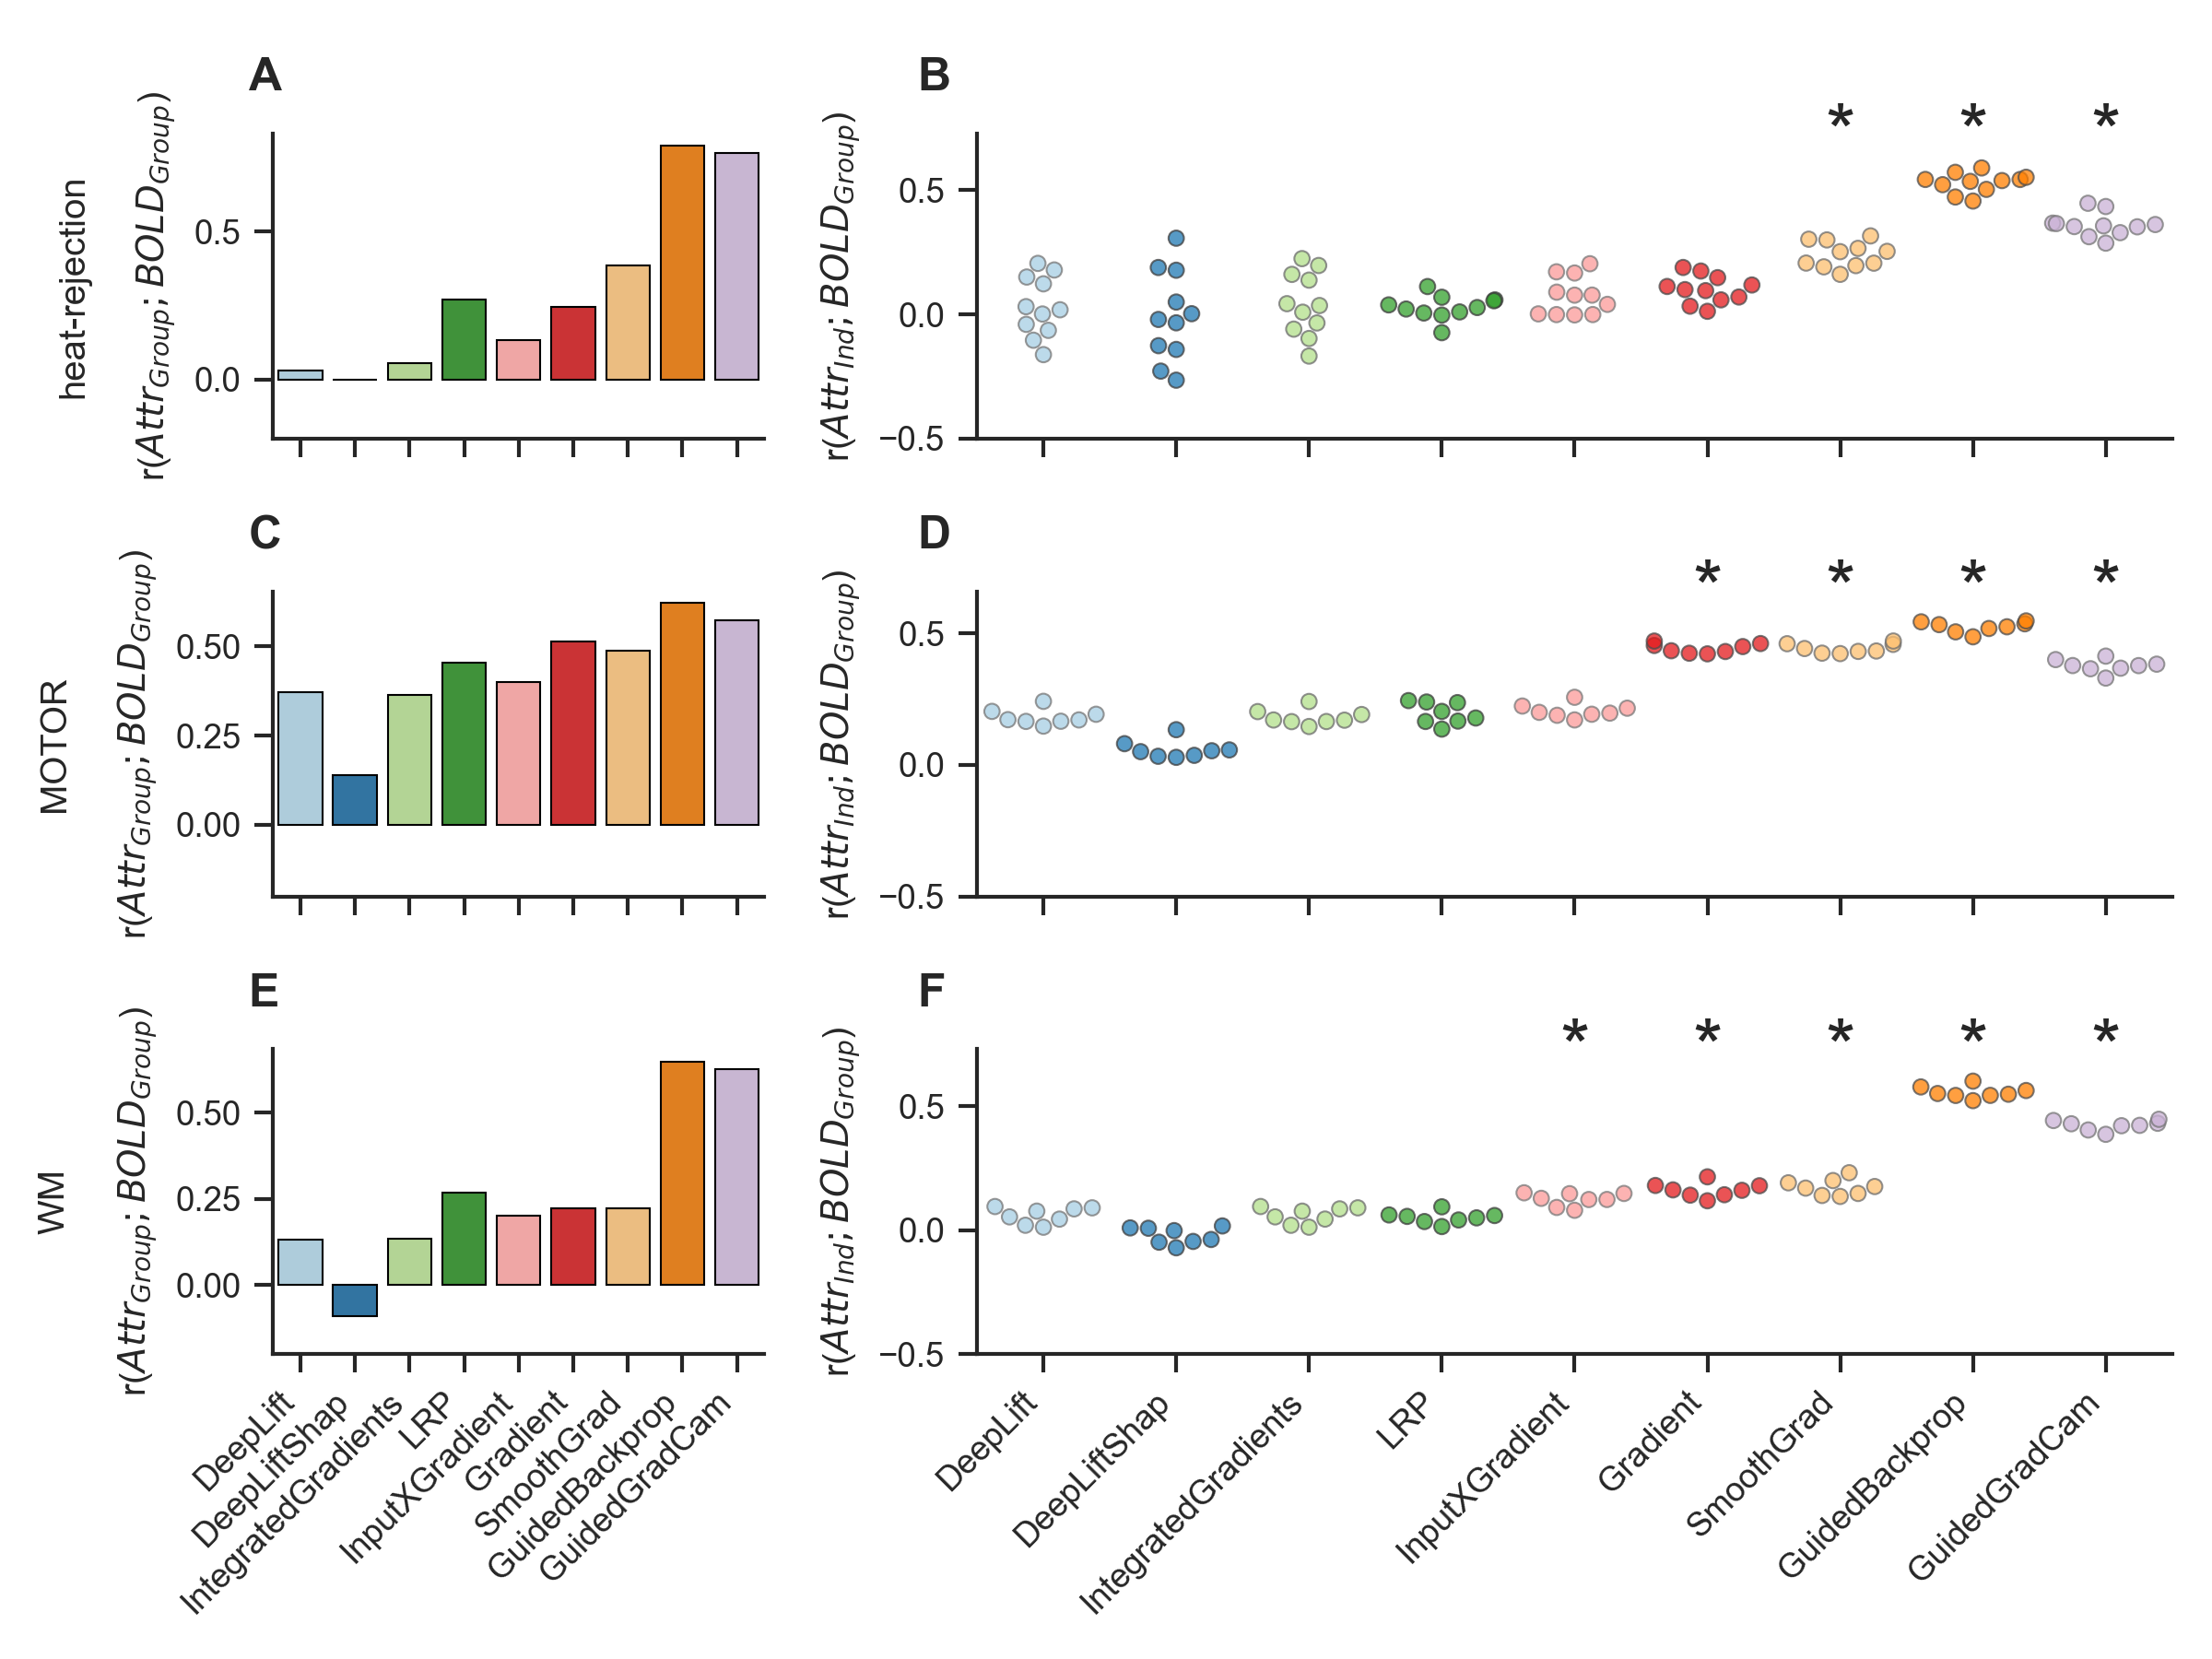 A
B
heat-rejection
r(Attr_Group; BOLD_Group)
0.5
0.0
r(Attr_Ind; BOLD_Group)
0.5
0.0
−0.5
* * *
C
D
MOTOR
r(Attr_Group; BOLD_Group)
0.50
0.25
0.00
r(Attr_Ind; BOLD_Group)
0.5
0.0
−0.5
* * * *
E
F
WM
r(Attr_Group; BOLD_Group)
0.50
0.25
0.00
r(Attr_Ind; BOLD_Group)
0.5
0.0
−0.5
* * * * *
DeepLift
DeepLiftShap
IntegratedGradients
LRP
InputXGradient
Gradient
SmoothGrad
GuidedBackprop
GuidedGradCam
DeepLift
DeepLiftShap
IntegratedGradients
LRP
InputXGradient
Gradient
SmoothGrad
GuidedBackprop
GuidedGradCam